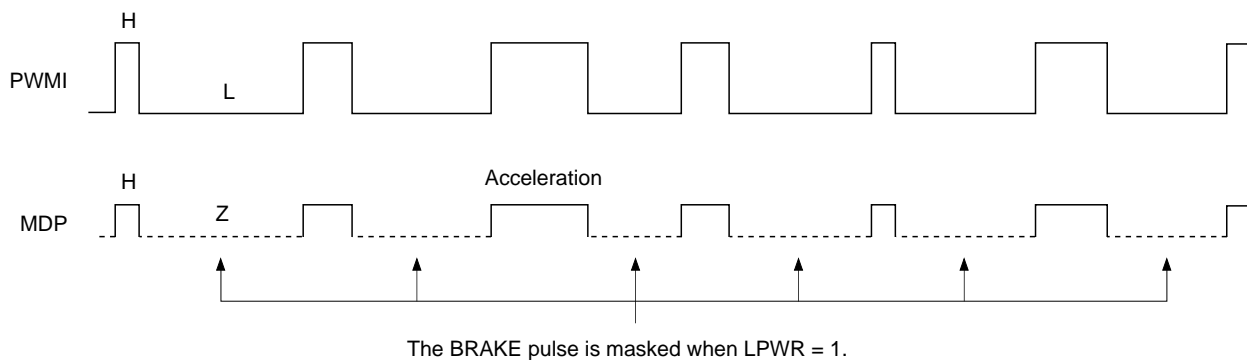 H
PWMI
L
H
Acceleration
Z
MDP
The BRAKE pulse is masked when LPWR = 1.